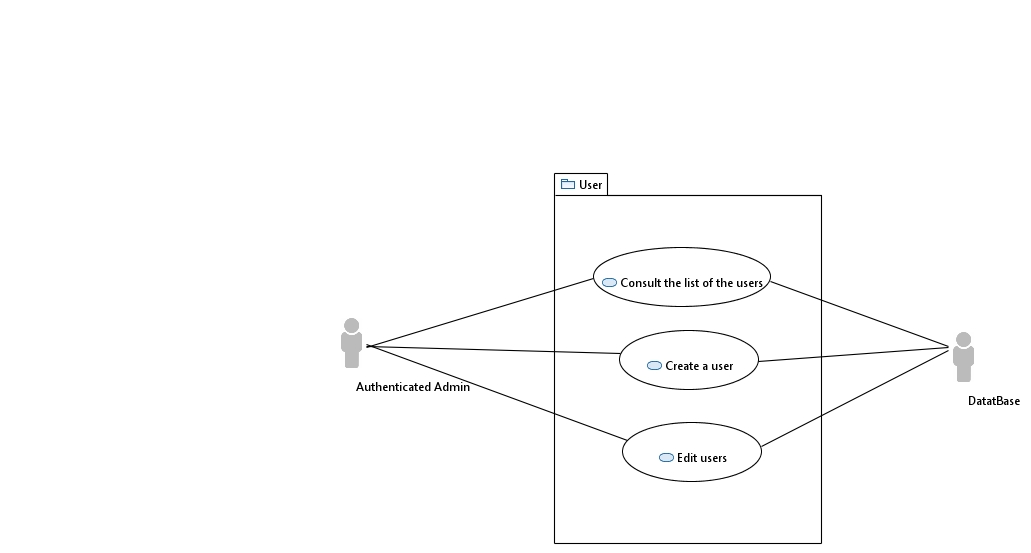 User
Consult the list of the users
Create a user
Authenticated Admin
DatatBase
Edit users